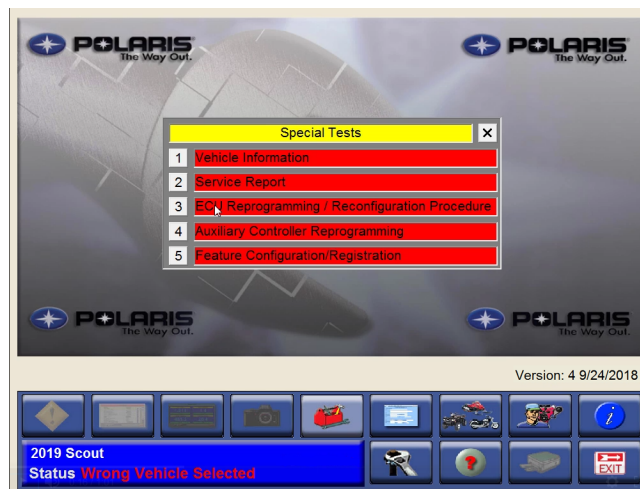 POLARIS
The Way Out.
POLARIS
The Way Out.
Special Tests
1 Vehicle Information
2 Service Report
3 ECU Reprogramming / Reconfiguration Procedure
4 Auxiliary Controller Reprogramming
5 Feature Configuration/Registration
POLARIS
The Way Out.
POLARIS
The Way Out.
Version: 4 9/24/2018
2019 Scout
Status Wrong Vehicle Selected
EXIT